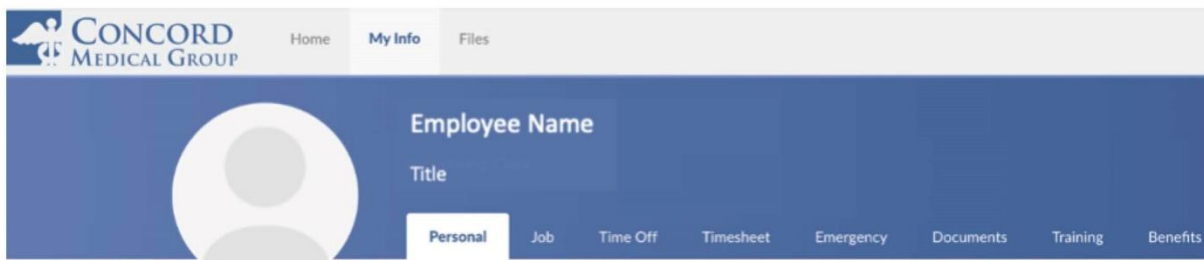 CONCORD
MEDICAL GROUP
Home My Info Files
Employee Name
Title
Personal Job Time Off Timesheet Emergency Documents Training Benefits